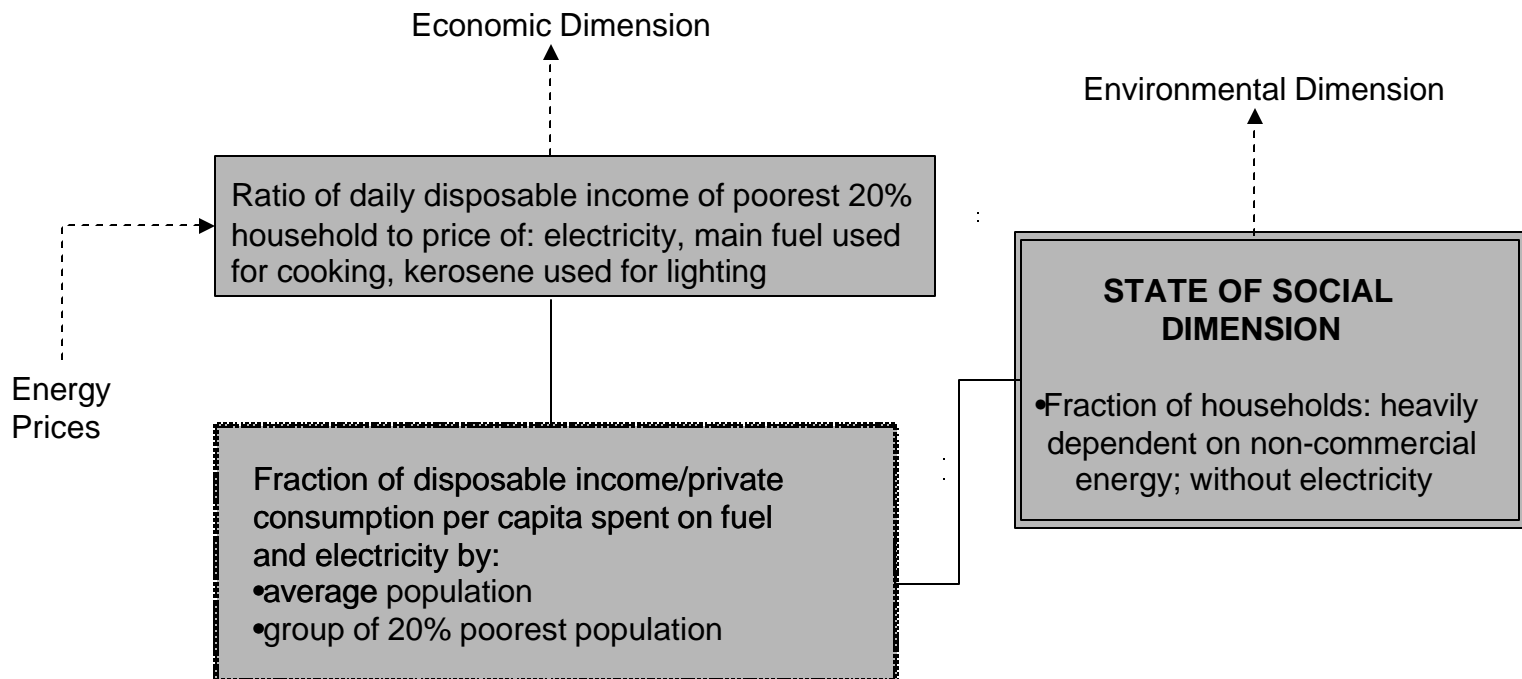 Economic Dimension
Environmental Dimension
Ratio of daily disposable income of poorest 20%
household to price of: electricity, main fuel used
for cooking, kerosene used for lighting
STATE OF SOCIAL
DIMENSION
•Fraction of households: heavily
dependent on non-commercial
energy; without electricity
Energy
Prices
Fraction of disposable income/private
consumption per capita spent on fuel
and electricity by:
•average population
•group of 20% poorest population